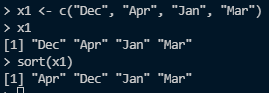 > x1 <- c("Dec", "Apr", "Jan", "Mar")
> x1
[1] "Dec" "Apr" "Jan" "Mar"
> sort(x1)
[1] "Apr" "Dec" "Jan" "Mar"
>